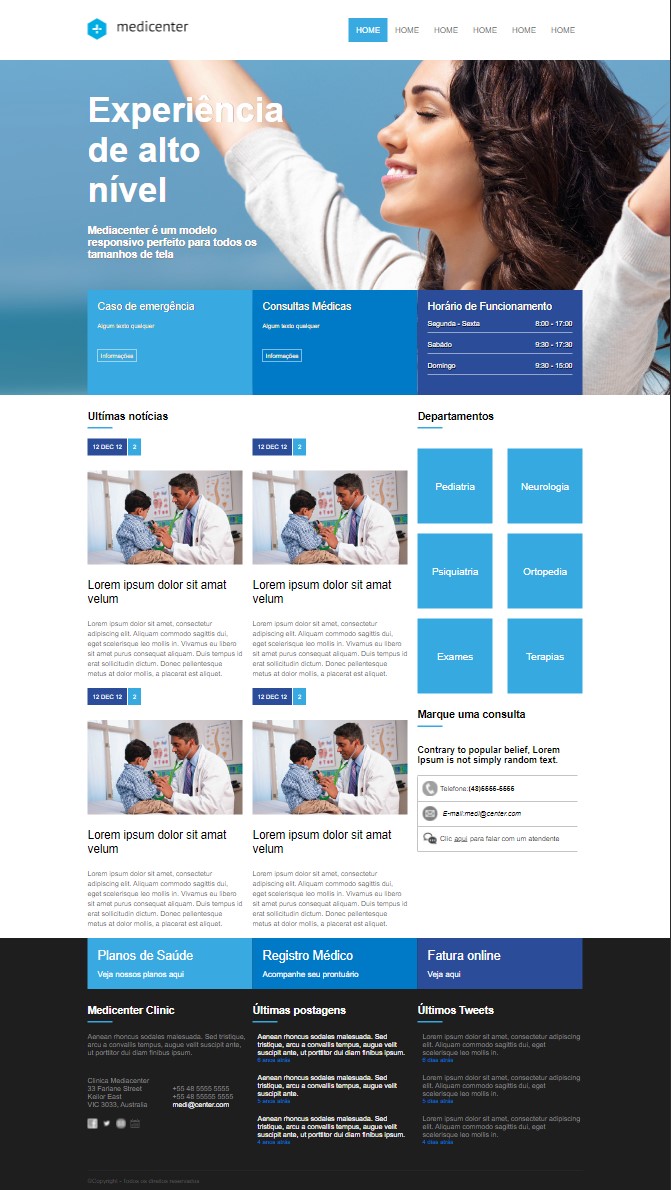 medicenter
HOME HOME HOME HOME HOME HOME
Experiência
de alto
nível
Mediacenter é um modelo
responsivo perfeito para todos os
tamanhos de tela
Caso de emergência
Algum texto qualquer
Informações
Consultas Médicas
Algum texto qualquer
Informações
Horário de Funcionamento
Segunda - Sexta 8:00 - 17:00
Sabádo 9:30 - 17:30
Domingo 9:30 - 15:00
Ultímas notícias
12 DEC 12 2
Lorem ipsum dolor sit amat
velum
Lorem ipsum dolor sit amet, consectetur
adipiscing elit. Aliquam commodo sagittis dui,
eget scelerisque leo mollis in. Vivamus eu libero
sit amet purus consequat aliquam. Duis tempus id
erat sollicitudin dictum. Donec pellentesque
metus at dolor mollis, a placerat est aliquet.
12 DEC 12 2
Lorem ipsum dolor sit amat
velum
Lorem ipsum dolor sit amet, consectetur
adipiscing elit. Aliquam commodo sagittis dui,
eget scelerisque leo mollis in. Vivamus eu libero
sit amet purus consequat aliquam. Duis tempus id
erat sollicitudin dictum. Donec pellentesque
metus at dolor mollis, a placerat est aliquet.
12 DEC 12 2
Lorem ipsum dolor sit amat
velum
Lorem ipsum dolor sit amet, consectetur
adipiscing elit. Aliquam commodo sagittis dui,
eget scelerisque leo mollis in. Vivamus eu libero
sit amet purus consequat aliquam. Duis tempus id
erat sollicitudin dictum. Donec pellentesque
metus at dolor mollis, a placerat est aliquet.
12 DEC 12 2
Lorem ipsum dolor sit amat
velum
Lorem ipsum dolor sit amet, consectetur
adipiscing elit. Aliquam commodo sagittis dui,
eget scelerisque leo mollis in. Vivamus eu libero
sit amet purus consequat aliquam. Duis tempus id
erat sollicitudin dictum. Donec pellentesque
metus at dolor mollis, a placerat est aliquet.
Departamentos
Pediatria Neurologia
Psiquiatria Ortopedia
Exames Terapias
Marque uma consulta
Contrary to popular belief, Lorem
Ipsum is not simply random text.
Telefone:(48)5555-5555
E-mail:medi@center.com
Clic aqui para falar com um atendente
Planos de Saúde
Veja nossos planos aqui
Registro Médico
Acompanhe seu prontuário
Fatura online
Veja aqui
Medicenter Clinic
Aenean rhoncus sodales malesuada. Sed tristique,
arcu a convallis tempus, augue velit suscipit ante,
ut porttitor dui diam finibus ipsum.
Clínica Mediacenter
33 Farlane Street +55 48 5555 5555
Keilor East +55 48 55555 5555
VIC 3033, Australia medi@center.com
Últimas postagens
Aenean rhoncus sodales malesuada. Sed
tristique, arcu a convallis tempus, augue velit
suscipit ante, ut porttitor dui diam finibus ipsum.
Aenean rhoncus sodales malesuada. Sed
tristique, arcu a convallis tempus, augue velit
suscipit ante.
5 anos atrás
Aenean rhoncus sodales malesuada. Sed
tristique, arcu a convallis tempus, augue velit
suscipit ante, ut porttitor dui diam finibus ipsum.
4 anos atrás
Últimos Tweets
Lorem ipsum dolor sit amet, consectetur adipiscing
elit. Aliquam commodo sagittis dui, eget
scelerisque leo mollis in.
Lorem ipsum dolor sit amet, consectetur adipiscing
elit. Aliquam commodo sagittis dui, eget
scelerisque leo mollis in.
5 dias atrás
Lorem ipsum dolor sit amet, consectetur adipiscing
elit. Aliquam commodo sagittis dui, eget
scelerisque leo mollis in.
4 dias atrás
©Copyright - Todos os direitos reservados